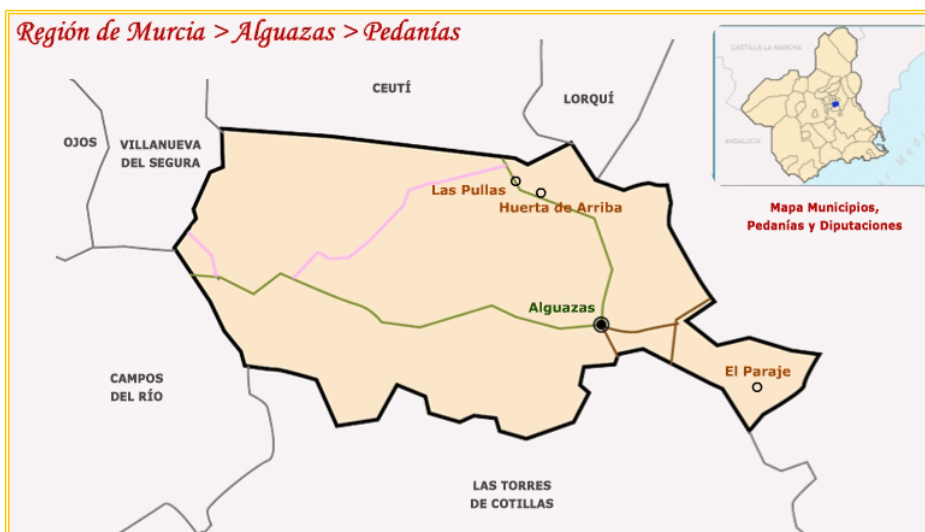 Región de Murcia > Alguazas > Pedanías
CASTILLA LA MANCHA
CEUTÍ
LORQUÍ
OJOS
VILLANUEVA
DEL SEGURA
ANDALUCIA
Las Pullas
Huerta de Arriba
Mapa Municipios,
Pedanías y Diputaciones
Alguazas
El Paraje
CAMPOS
DEL RÍO
LAS TORRES
DE COTILLAS